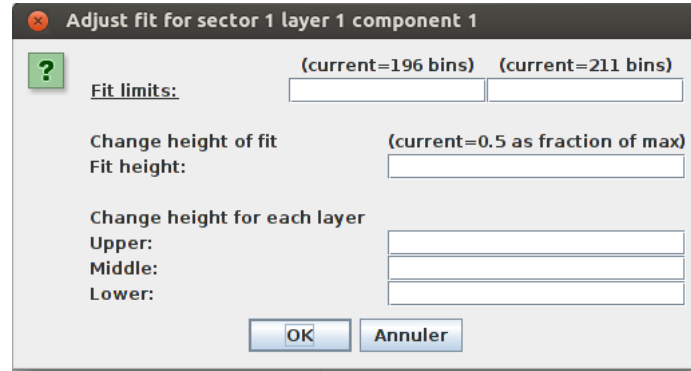 Adjust fit for sector 1 layer 1 component 1
?
(current=196 bins) (current=211 bins)
Fit limits:
Change height of fit (current=0.5 as fraction of max)
Fit height:
Change height for each layer
Upper:
Middle:
Lower:
OK Annuler